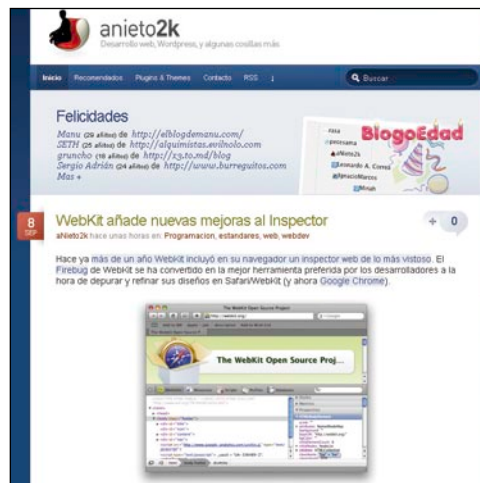 anieto2k
Desarrollo web, Wordpress, y algunas cosillas más
Inicio Recomendados Plugins & Themes Contacto RSS ↓ Buscar
Felicidades
Manu (29 añitos) de http://elblogdemanu.com/
SETH (25 añitos) de http://alquimistas.evilnolo.com
gruncho (18 añitos) de http://z3.to.md/blog
Sergio Adrián (24 añitos) de http://www.burreguitos.com
Mas +
BlogoEdad
aNieto2k
Leonardo A. Correa
IgnacioMarcos
Minah
8
SEP
WebKit añade nuevas mejoras al Inspector
0
aNieto2k hace unas horas en: Programacion, estandares, web, webdev
Hace ya más de un año WebKit incluyó en su navegador un inspector web de lo más vistoso. El
Firebug de WebKit se ha convertido en la mejor herramienta preferida por los desarrolladores a la
hora de depurar y refinar sus diseños en Safari/WebKit (y ahora Google Chrome).
The WebKit Open Source Project
The WebKit Open Source Proj...